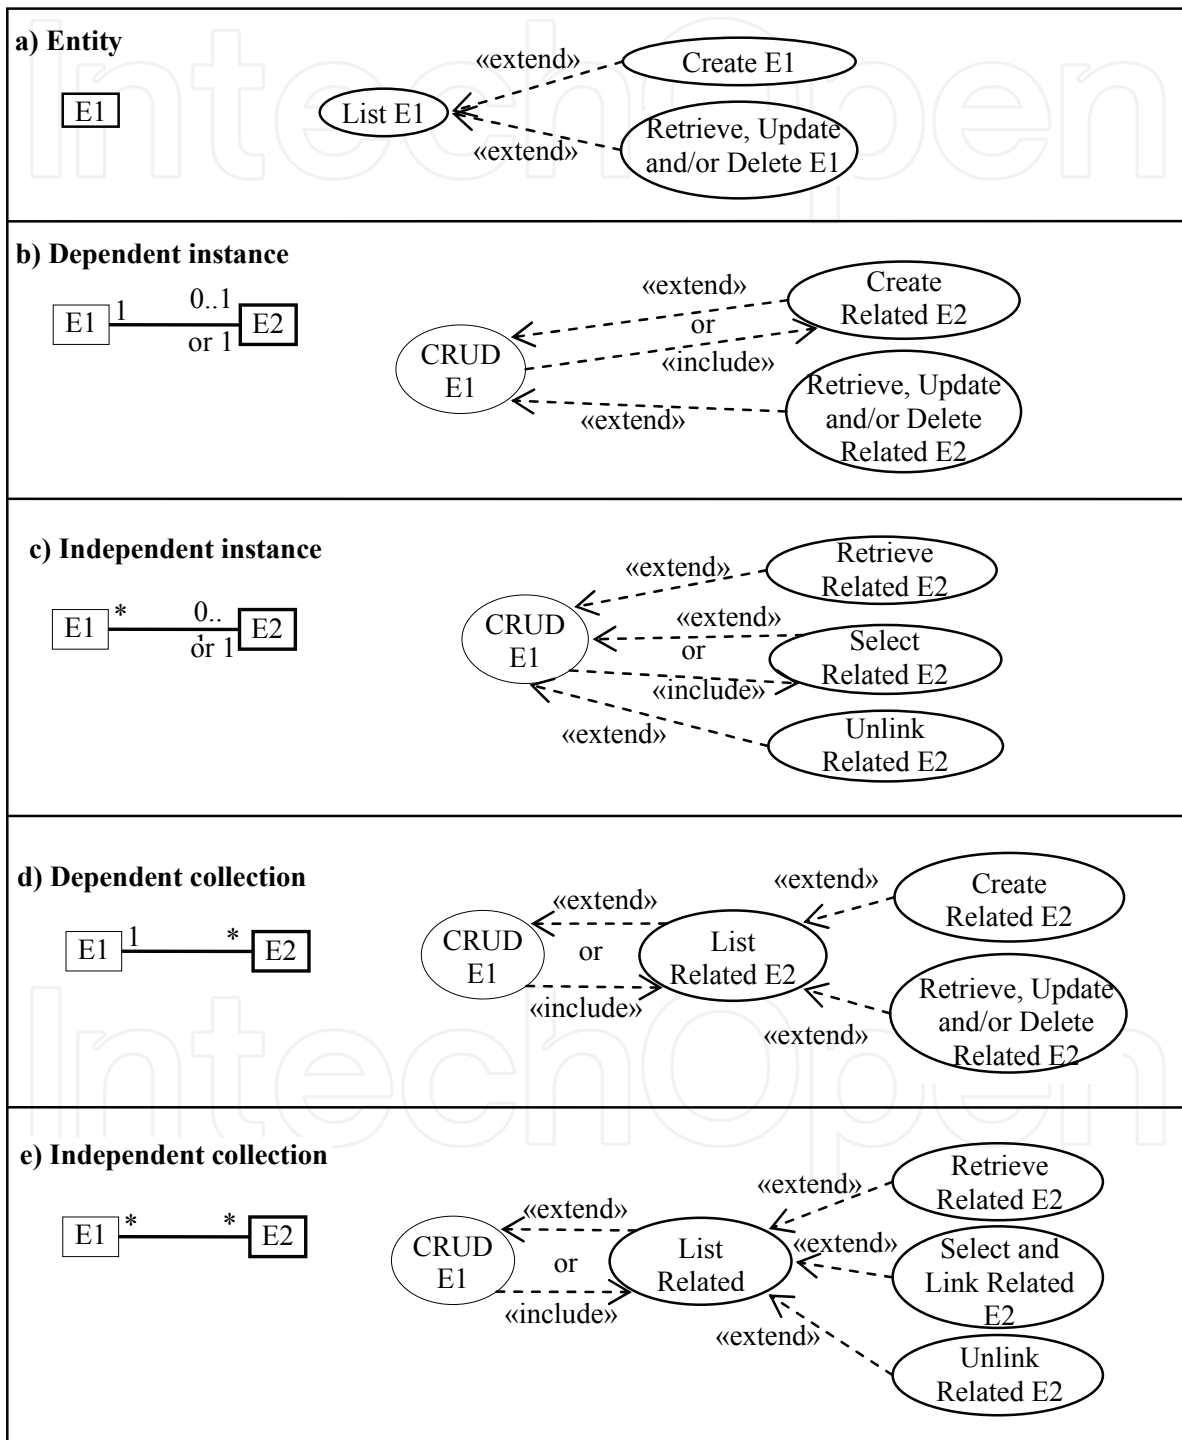 a) Entity
E1
List E1
«extend»
Create E1
«extend»
Retrieve, Update
and/or Delete E1
b) Dependent instance
E1
1
0..1
or 1
E2
CRUD
E1
«extend»
or
«include»
«extend»
Create
Related E2
Retrieve, Update
and/or Delete
Related E2
c) Independent instance
E1
*
0..
or 1
E2
CRUD
E1
«extend»
«extend»
or
«include»
«extend»
Retrieve
Related E2
Select
Related E2
Unlink
Related E2
d) Dependent collection
E1
1
*
E2
CRUD
E1
«extend»
or
«include»
List
Related E2
«extend»
«extend»
Create
Related E2
Retrieve, Update
and/or Delete
Related E2
e) Independent collection
E1
*
*
E2
CRUD
E1
«extend»
or
«include»
List
Related
«extend»
«extend»
«extend»
Retrieve
Related E2
Select and
Link Related
E2
Unlink
Related E2
IntechOpen
IntechOpen